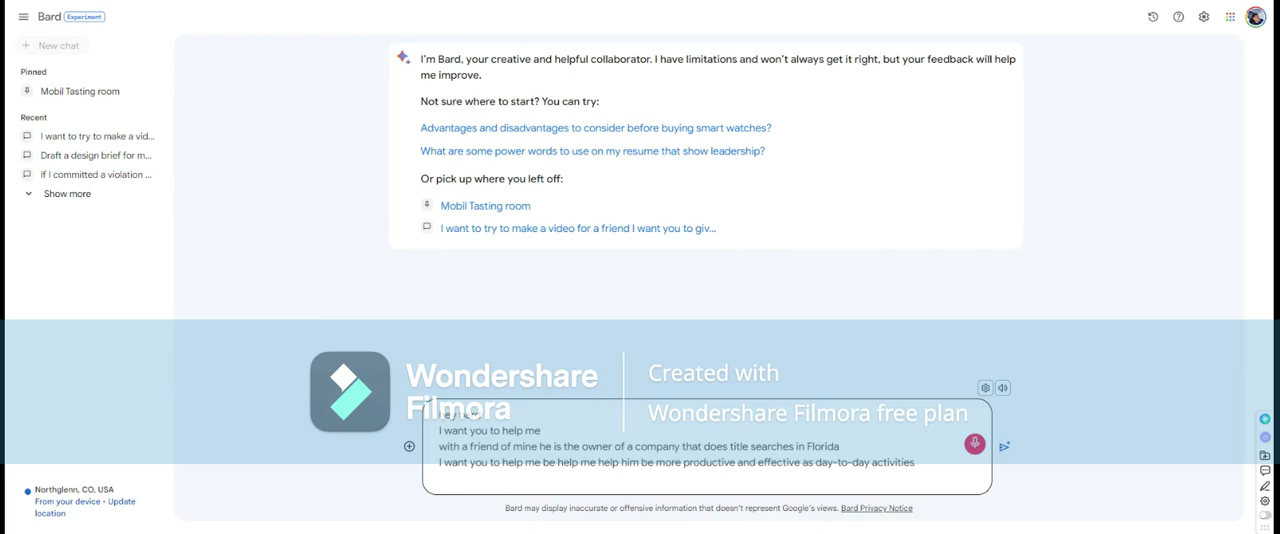 Bard Experiment
New chat
Pinned
Mobil Tasting room
Recent
I want to try to make a vid...
Draft a design brief for m...
If I committed a violation ...
Show more
I'm Bard, your creative and helpful collaborator. I have limitations and won't always get it right, but your feedback will help
me improve.
Not sure where to start? You can try:
Advantages and disadvantages to consider before buying smart watches?
What are some power words to use on my resume that show leadership?
Or pick up where you left off:
Mobil Tasting room
I want to try to make a video for a friend I want you to giv...
Wondershare
Filmora
Created with
Wondershare Filmora free plan
I want you to help me
with a friend of mine he is the owner of a company that does title searches in Florida
I want you to help me be help me help him be more productive and effective as day-to-day activities
Northglenn, CO, USA
From your device • Update
location
Bard may display inaccurate or offensive information that doesn't represent Google's views. Bard Privacy Notice